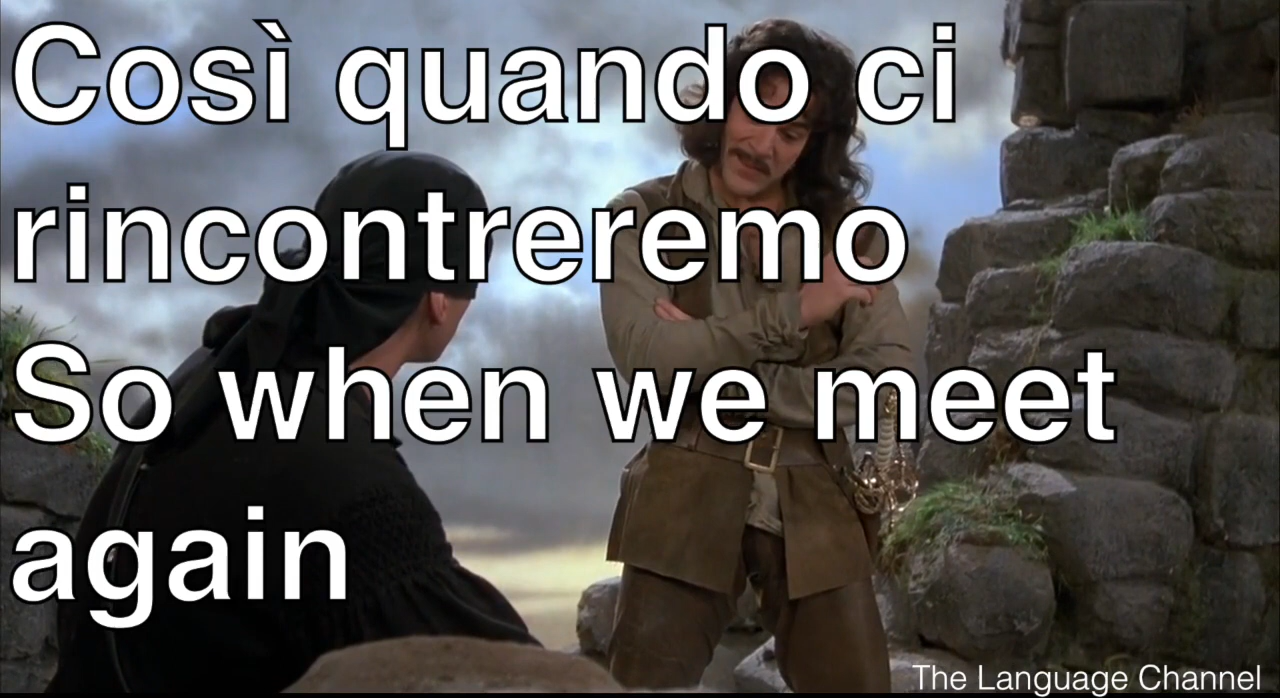 Così quando ci
rincontreremo
So when we meet
again
The Language Channel